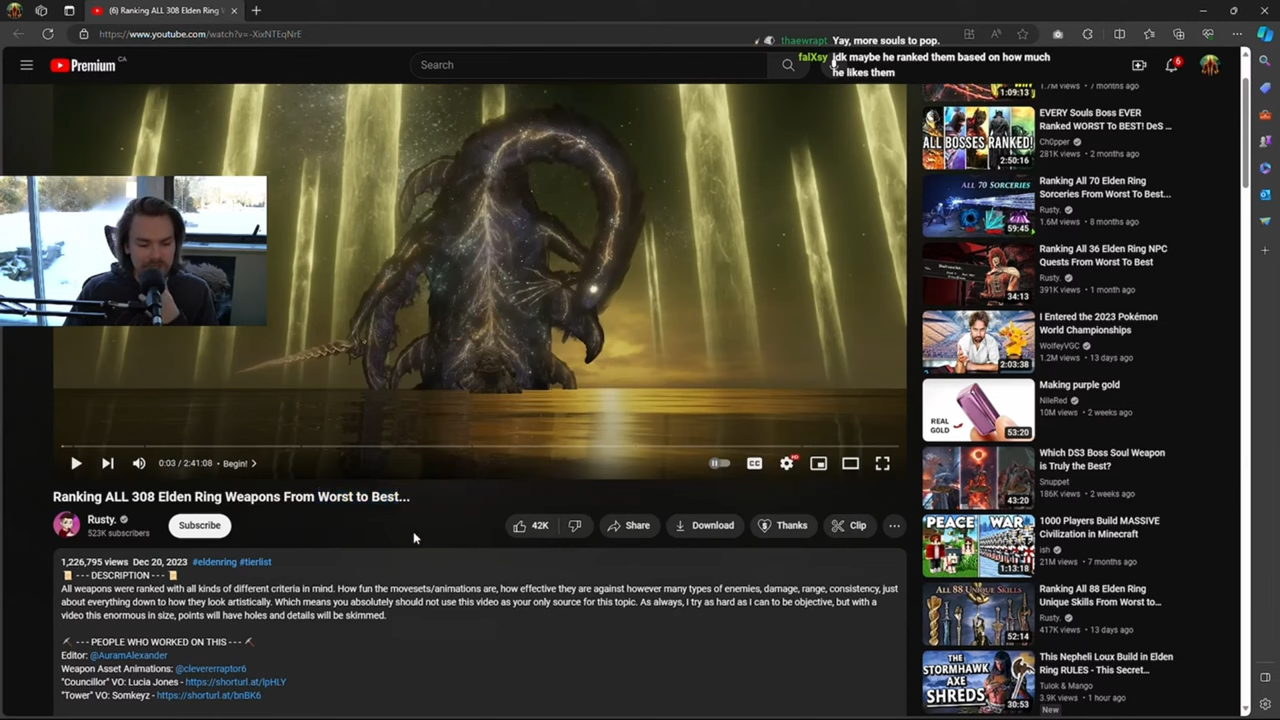 (6) Ranking ALL 308 Elden Ring W
https://www.youtube.com/watch?v=-XixNTEqNrE
thaewrapt Yay, more souls to pop.
falXsy Idk maybe he ranked them based on how much
he likes them
Premium CA
Search
6
0:03 / 2:41:08 • Begin!
CC
HD
Ranking ALL 308 Elden Ring Weapons From Worst to Best...
Rusty.
523K subscribers
Subscribe
42K
Share
Download
Thanks
Clip
1,226,795 views Dec 20, 2023 #eldenring #tierlist
--- DESCRIPTION ---
All weapons were ranked with all kinds of different criteria in mind. How fun the movesets/animations are, how effective they are against however many types of enemies, damage, range, consistency, just
about everything down to how they look artistically. Which means you absolutely should not use this video as your only source for this topic. As always, I try as hard as I can to be objective, but with a
video this enormous in size, points will have holes and details will be skimmed.
--- PEOPLE WHO WORKED ON THIS ---
Editor: @AuramAlexander
Weapon Asset Animations: @clevererraptor6
"Councillor" VO: Lucia Jones - https://shorturl.at/lpHLY
"Tower" VO: Somkeyz - https://shorturl.at/bnBK6
1.7M views • 7 months ago
1:09:13
ALL BOSSES RANKED!
2:50:16
EVERY Souls Boss EVER
Ranked WORST To BEST! DeS ...
Ch0pper
281K views • 2 months ago
ALL 70 SORCERIES
59:45
Ranking All 70 Elden Ring
Sorceries From Worst To Best...
Rusty.
1.6M views • 8 months ago
34:13
Ranking All 36 Elden Ring NPC
Quests From Worst To Best
Rusty.
391K views • 1 month ago
2:03:38
I Entered the 2023 Pokémon
World Championships
WolfeyVGC
1.2M views • 13 days ago
REAL
GOLD
53:20
Making purple gold
NileRed
10M views • 2 weeks ago
43:20
Which DS3 Boss Soul Weapon
is Truly the Best?
Snuppet
186K views • 2 weeks ago
PEACE WAR
1:13:18
1000 Players Build MASSIVE
Civilization in Minecraft
ish
21M views • 7 months ago
ALL 88 UNIQUE SKILLS
52:14
Ranking All 88 Elden Ring
Unique Skills From Worst to...
Rusty.
417K views • 13 days ago
THE
STORMHAWK
AXE
SHREDS
30:53
This Nepheli Loux Build in Elden
Ring RULES - This Secret...
Tulok & Mango
3.9K views • 1 hour ago
New